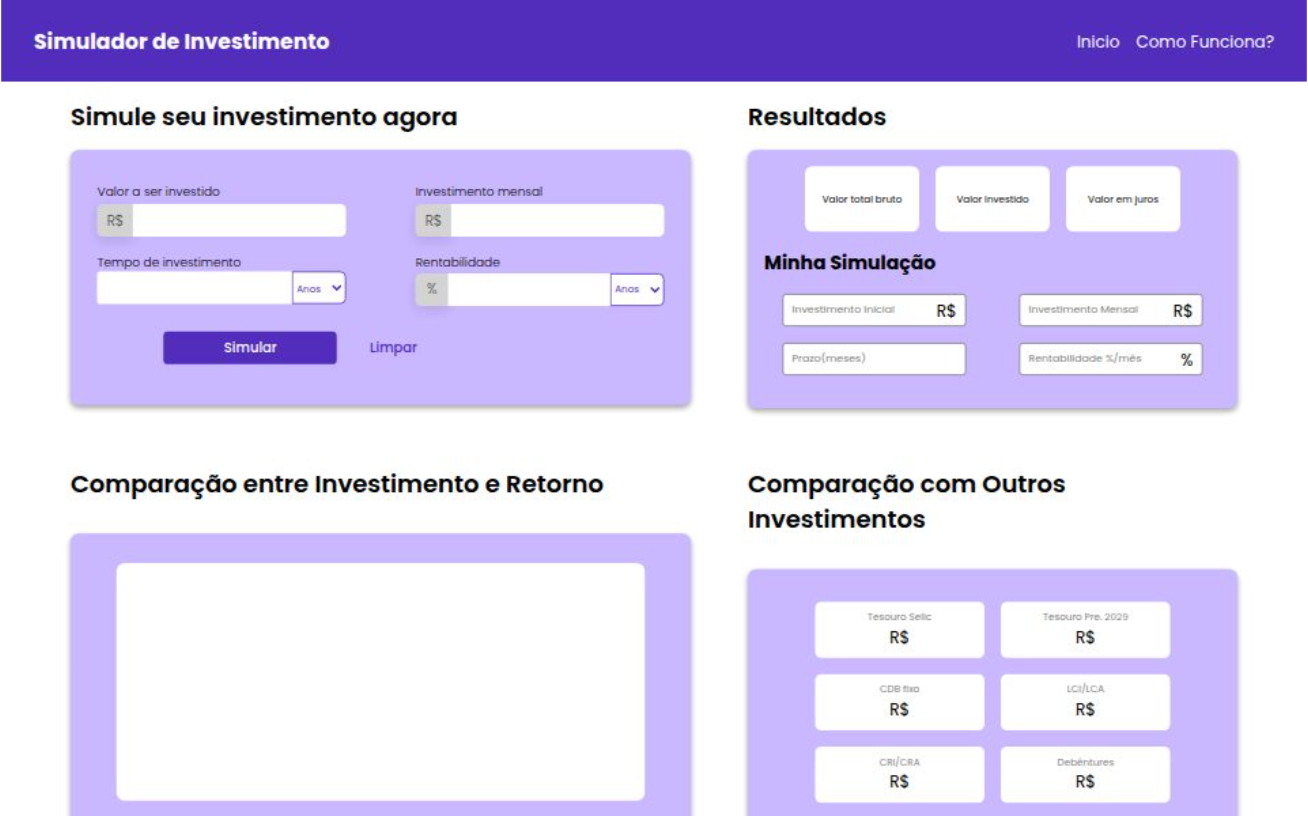 Simulador de Investimento
Inicio Como Funciona?
Simule seu investimento agora
Valor a ser investido
R$
Investimento mensal
R$
Tempo de investimento
Anos
Rentabilidade
%
Anos
Simular
Limpar
Resultados
Valor total bruto
Valor Investido
Valor em juros
Minha Simulação
Investimento Inicial R$
Investimento Mensal R$
Prazo(meses)
Rentabilidade %/mês %
Comparação entre Investimento e Retorno
Comparação com Outros
Investimentos
Tesouro Selic
R$
Tesouro Pre. 2029
R$
CDB fixo
R$
LCI/LCA
R$
CRI/CRA
R$
Debêntures
R$